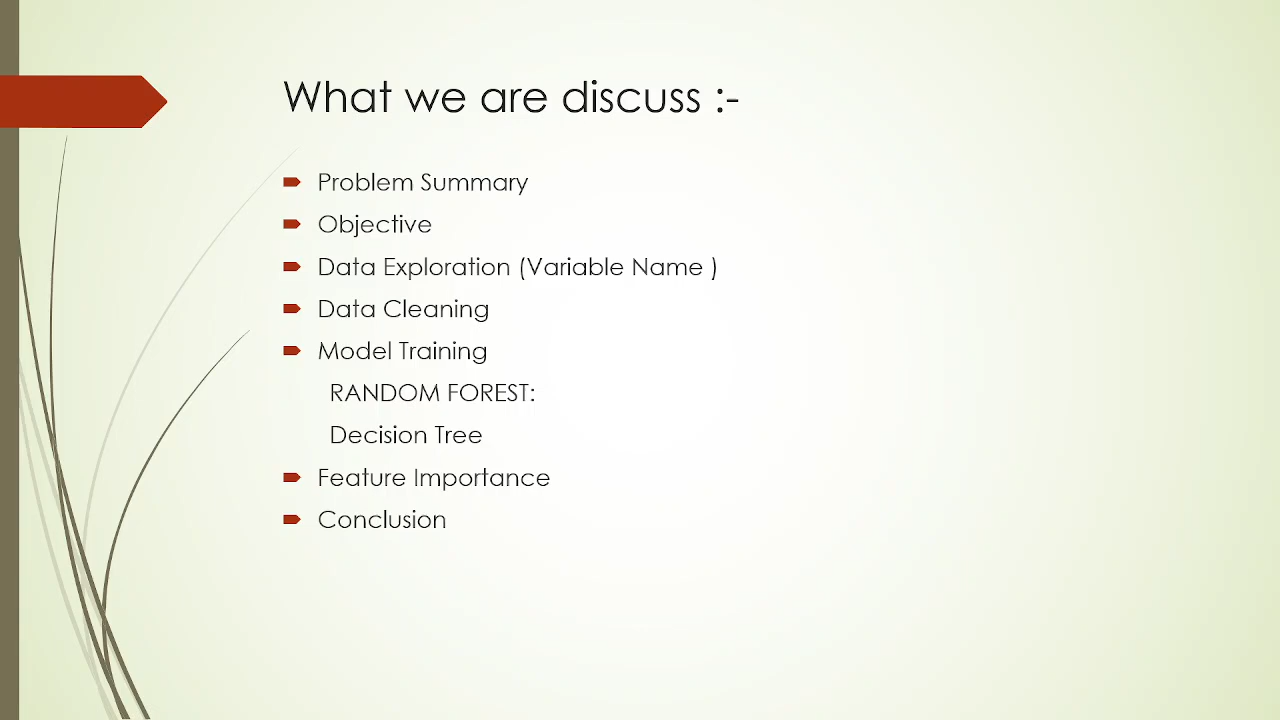 What we are discuss :-
Problem Summary
Objective
Data Exploration (Variable Name )
Data Cleaning
Model Training
RANDOM FOREST:
Decision Tree
Feature Importance
Conclusion